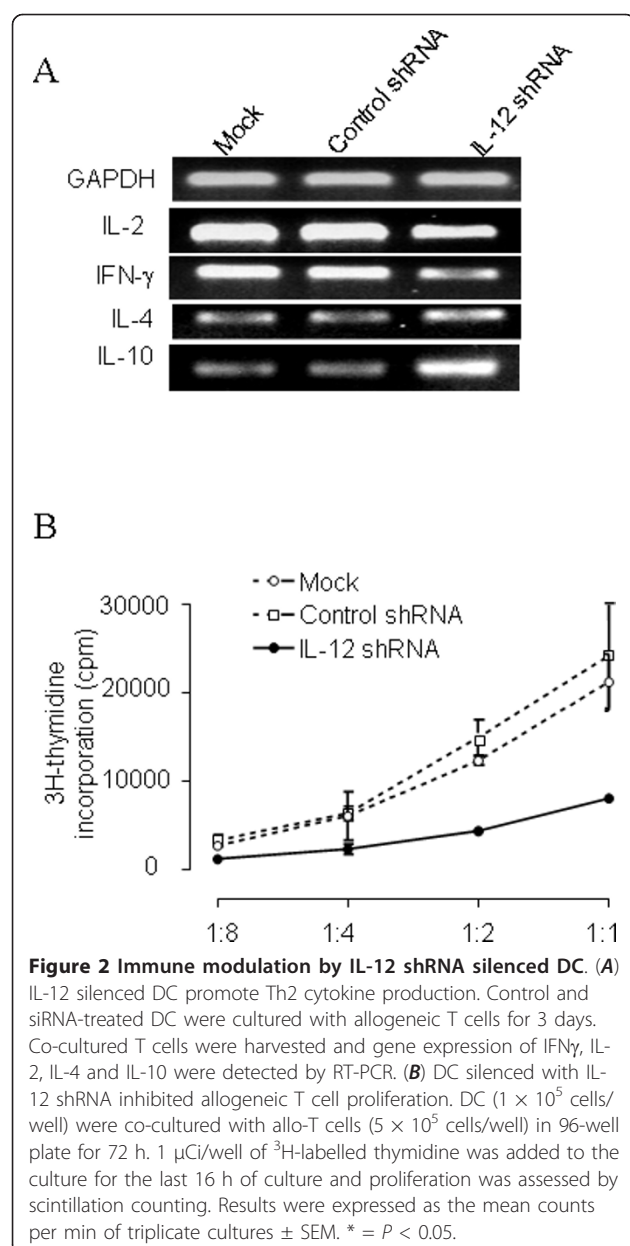 A
Mock Control shRNA IL-12 shRNA
GAPDH
IL-2
IFN-γ
IL-4
IL-10
B
Mock
Control shRNA
IL-12 shRNA
3H-thymidine
incorporation (cpm)
30000
20000
10000
0
1:8 1:4 1:2 1:1
Figure 2 Immune modulation by IL-12 shRNA silenced DC. (A)
IL-12 silenced DC promote Th2 cytokine production. Control and
siRNA-treated DC were cultured with allogeneic T cells for 3 days.
Co-cultured T cells were harvested and gene expression of IFNγ, IL-
2, IL-4 and IL-10 were detected by RT-PCR. (B) DC silenced with IL-
12 shRNA inhibited allogeneic T cell proliferation. DC (1 × 10⁵ cells/
well) were co-cultured with allo-T cells (5 × 10⁵ cells/well) in 96-well
plate for 72 h. 1 μCi/well of ³H-labelled thymidine was added to the
culture for the last 16 h of culture and proliferation was assessed by
scintillation counting. Results were expressed as the mean counts
per min of triplicate cultures ± SEM. * = P < 0.05.